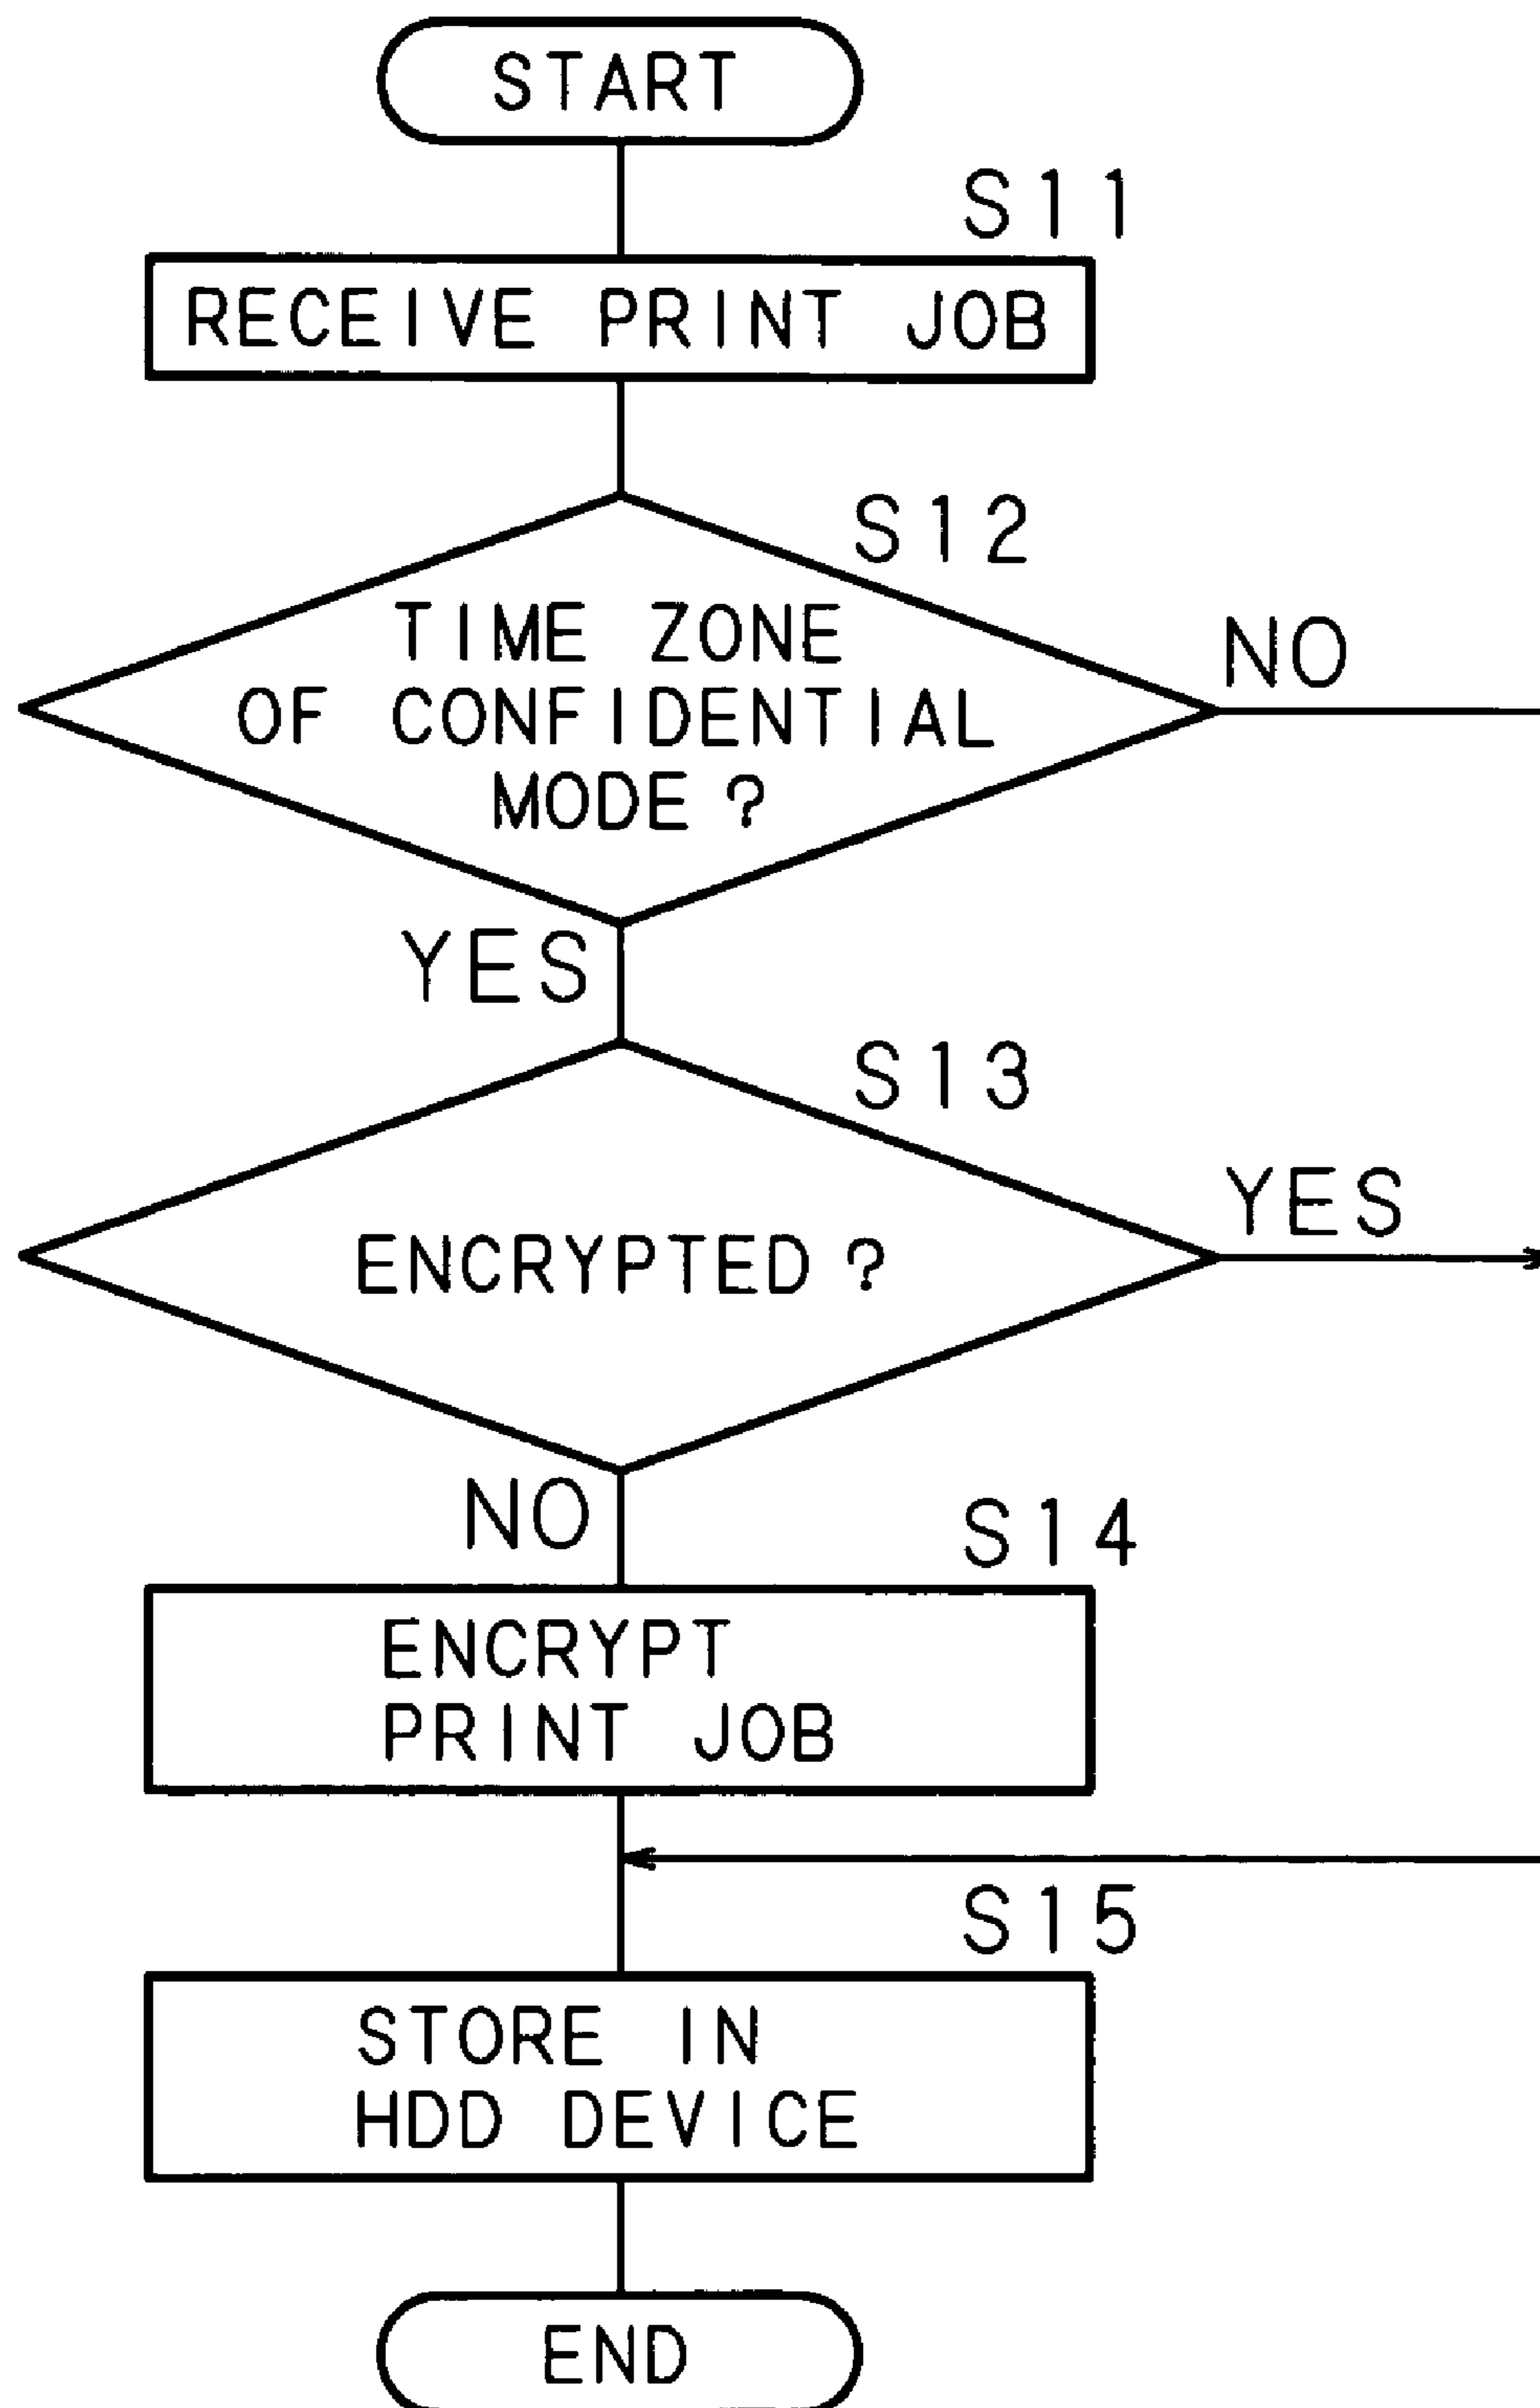 START
S11
RECEIVE PRINT JOB
S12
TIME ZONE
OF CONFIDENTIAL
MODE?
NO
YES
S13
ENCRYPTED?
YES
NO
S14
ENCRYPT
PRINT JOB
S15
STORE IN
HDD DEVICE
END